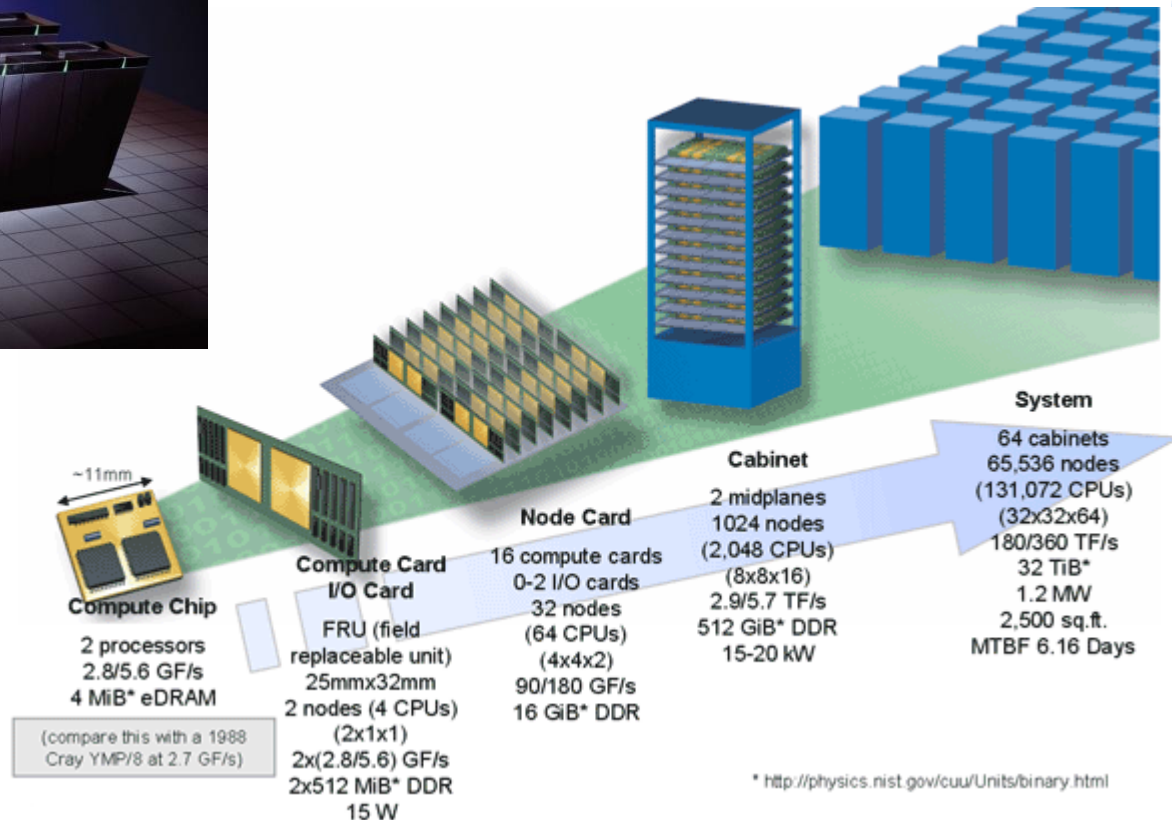 ~11mm
Compute Chip
2 processors
2.8/5.6 GF/s
4 MiB* eDRAM
(compare this with a 1988
Cray YMP/8 at 2.7 GF/s)
Compute Card
I/O Card
FRU (field
replaceable unit)
25mmx32mm
2 nodes (4 CPUs)
(2x1x1)
2x(2.8/5.6) GF/s
2x512 MiB* DDR
15 W
Node Card
16 compute cards
0-2 I/O cards
32 nodes
(64 CPUs)
(4x4x2)
90/180 GF/s
16 GiB* DDR
Cabinet
2 midplanes
1024 nodes
(2,048 CPUs)
(8x8x16)
2.9/5.7 TF/s
512 GiB* DDR
15-20 kW
System
64 cabinets
65,536 nodes
(131,072 CPUs)
(32x32x64)
180/360 TF/s
32 TiB*
1.2 MW
2,500 sq.ft.
MTBF 6.16 Days
* http://physics.nist.gov/cuu/Units/binary.html